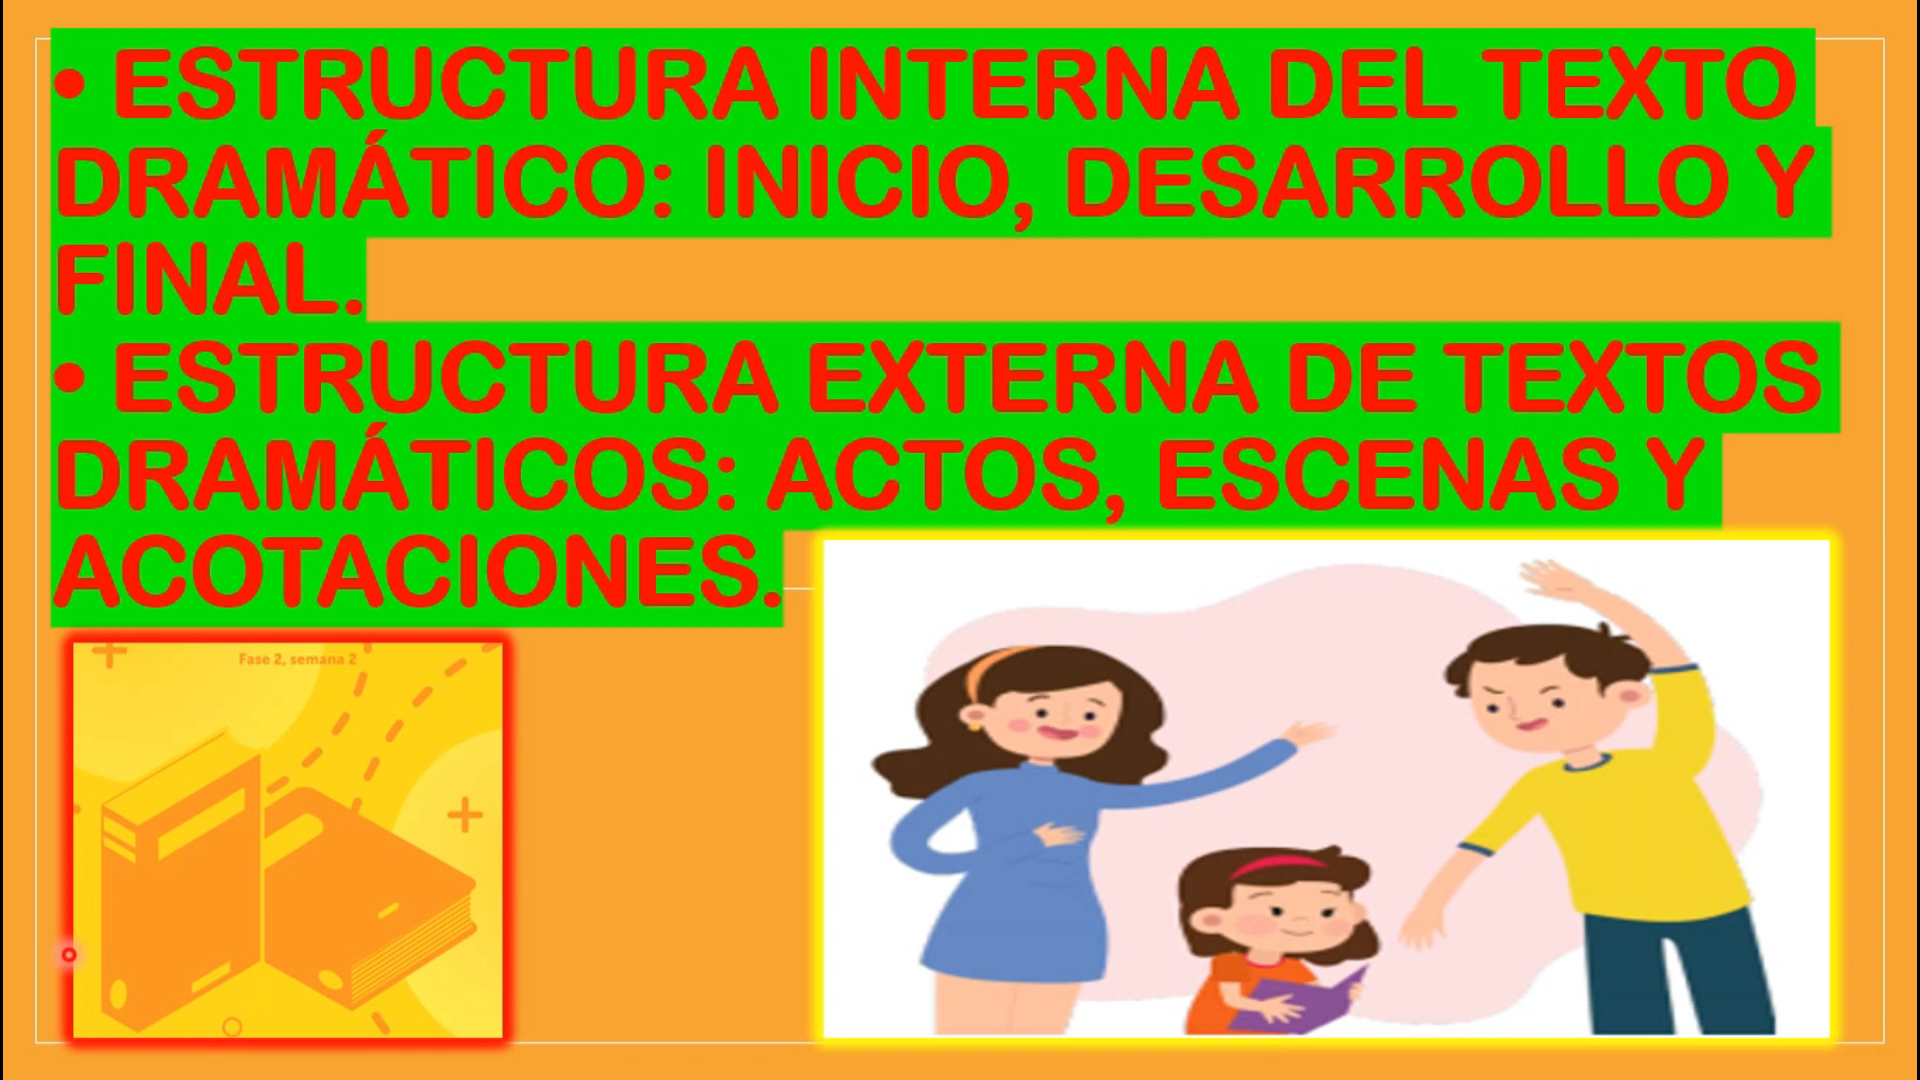 • ESTRUCTURA INTERNA DEL TEXTO
DRAMÁTICO: INICIO, DESARROLLO Y
FINAL.
• ESTRUCTURA EXTERNA DE TEXTOS
DRAMÁTICOS: ACTOS, ESCENAS Y
ACOTACIONES.
Fase 2, semana 2